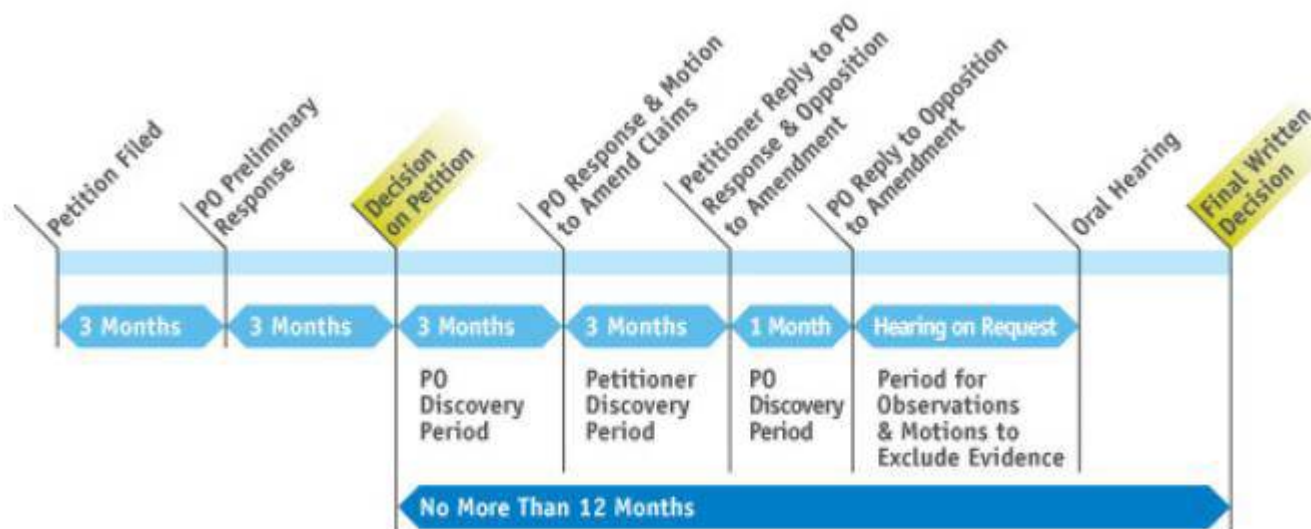 Petition Filed
PO Preliminary
Response
Decision
on Petition
PO Response & Motion
to Amend Claims
Petitioner Reply to PO
Response & Opposition
to Amendment
PO Reply to Opposition
to Amendment
Oral Hearing
Final Written
Decision
3 Months
3 Months
3 Months
3 Months
1 Month
Hearing on Request
PO
Discovery
Period
Petitioner
Discovery
Period
PO
Discovery
Period
Period for
Observations
& Motions to
Exclude Evidence
No More Than 12 Months